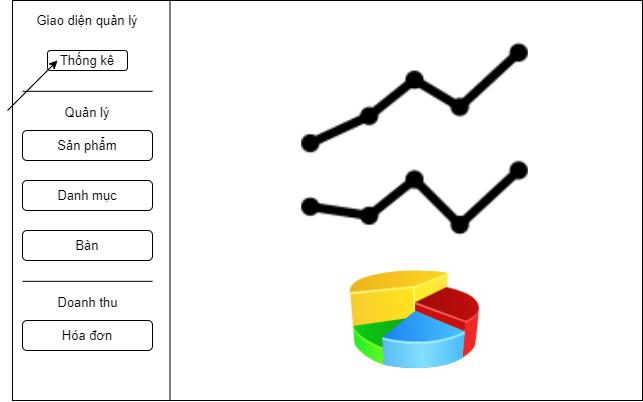 Giao diện quản lý
Thống kê
Quản lý
Sản phẩm
Danh mục
Bàn
Doanh thu
Hóa đơn